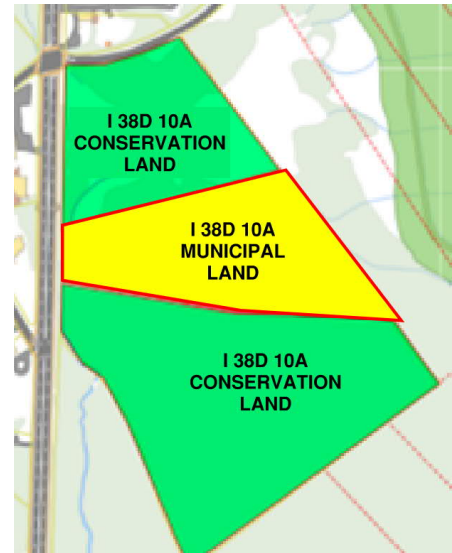 I 38D 10A
CONSERVATION
LAND
I 38D 10A
MUNICIPAL
LAND
I 38D 10A
CONSERVATION
LAND